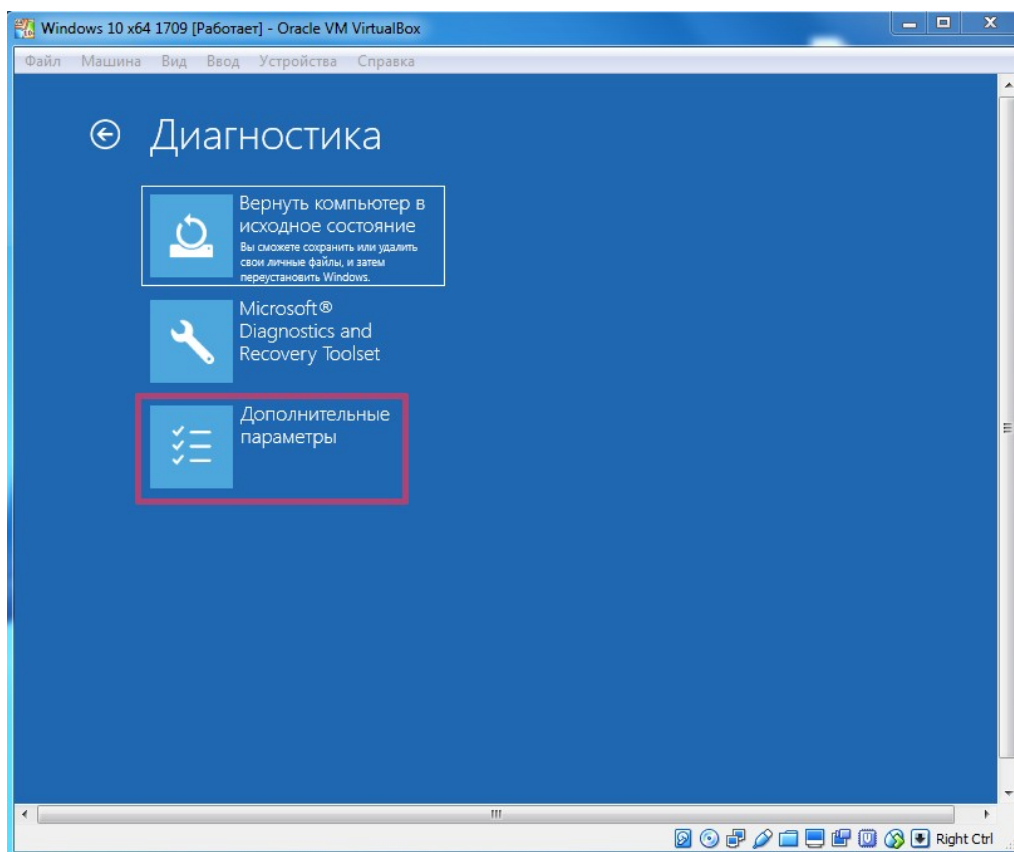 Windows 10 x64 1709 [Работает] - Oracle VM VirtualBox
Файл Машина Вид Ввод Устройства Справка
Диагностика
Вернуть компьютер в
исходное состояние
Вы сможете сохранить или удалить
свои личные файлы, и затем
переустановить Windows.
Microsoft®
Diagnostics and
Recovery Toolset
Дополнительные
параметры
Right Ctrl